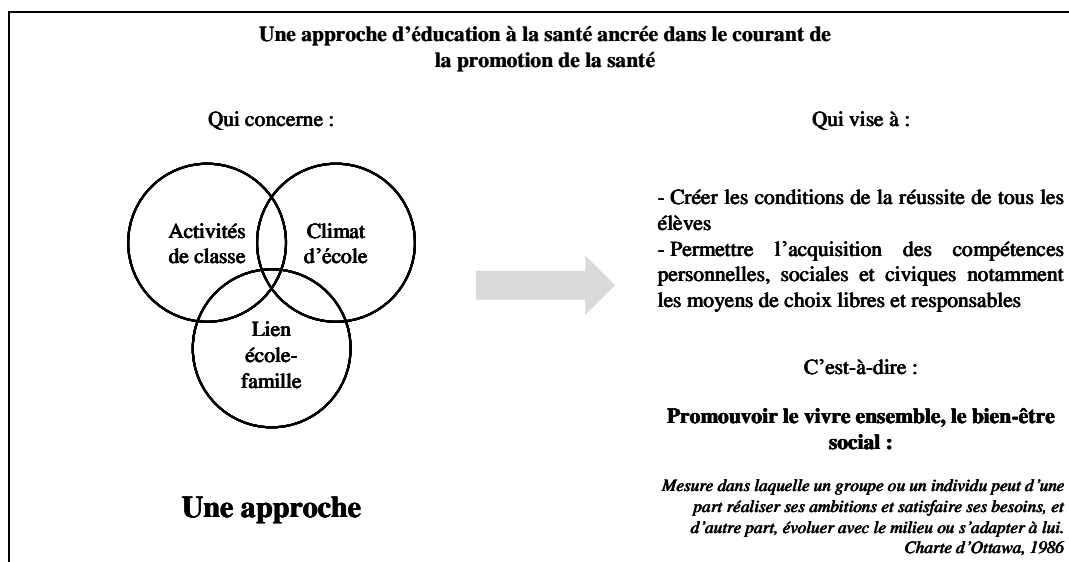 Une approche d’éducation à la santé ancrée dans le courant de
la promotion de la santé
Qui concerne :
Activités
de classe
Climat
d’école
Lien
école-
famille
Une approche
Qui vise à :
- Créer les conditions de la réussite de tous les
élèves
- Permettre l’acquisition des compétences
personnelles, sociales et civiques notamment
les moyens de choix libres et responsables
C’est-à-dire :
Promouvoir le vivre ensemble, le bien-être
social :
Mesure dans laquelle un groupe ou un individu peut d’une
part réaliser ses ambitions et satisfaire ses besoins, et
d’autre part, évoluer avec le milieu ou s’adapter à lui.
Charte d’Ottawa, 1986